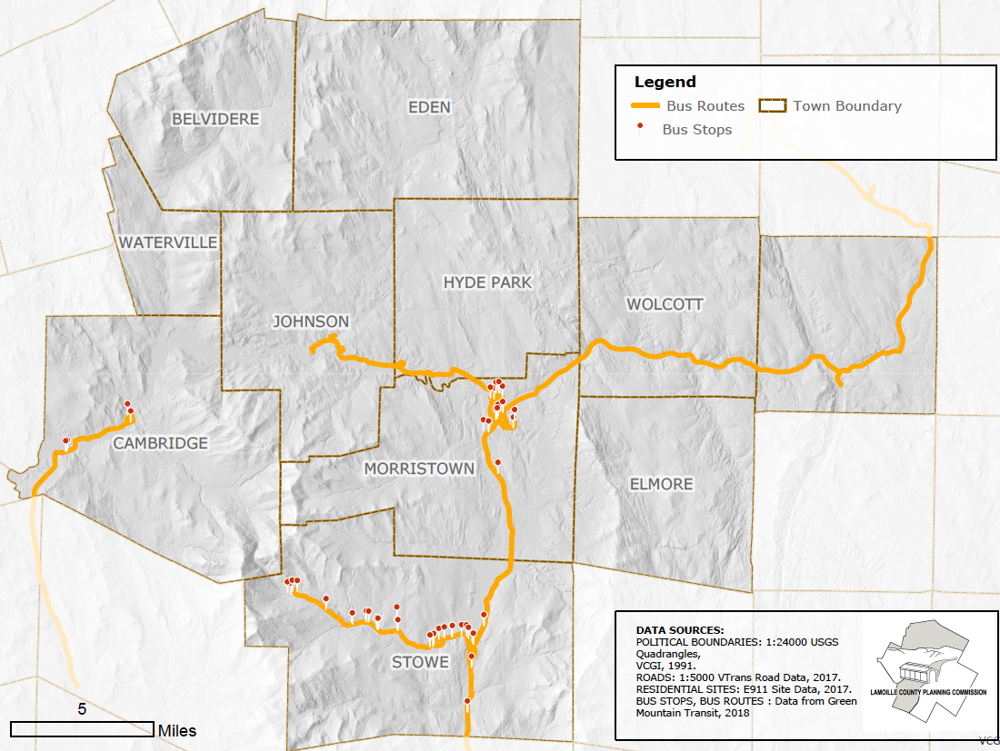 BELVIDERE
EDEN
WATERVILLE
HYDE PARK
WOLCOTT
JOHNSON
CAMBRIDGE
MORRISTOWN
ELMORE
STOWE
Legend
Bus Routes Town Boundary
Bus Stops
DATA SOURCES:
POLITICAL BOUNDARIES: 1:24000 USGS
Quadrangles,
VCGI, 1991.
ROADS: 1:5000 VTrans Road Data, 2017.
RESIDENTIAL SITES: E911 Site Data, 2017.
BUS STOPS, BUS ROUTES : Data from Green
Mountain Transit, 2018
LAMOILLE COUNTY PLANNING COMMISSION
5
Miles
VCG